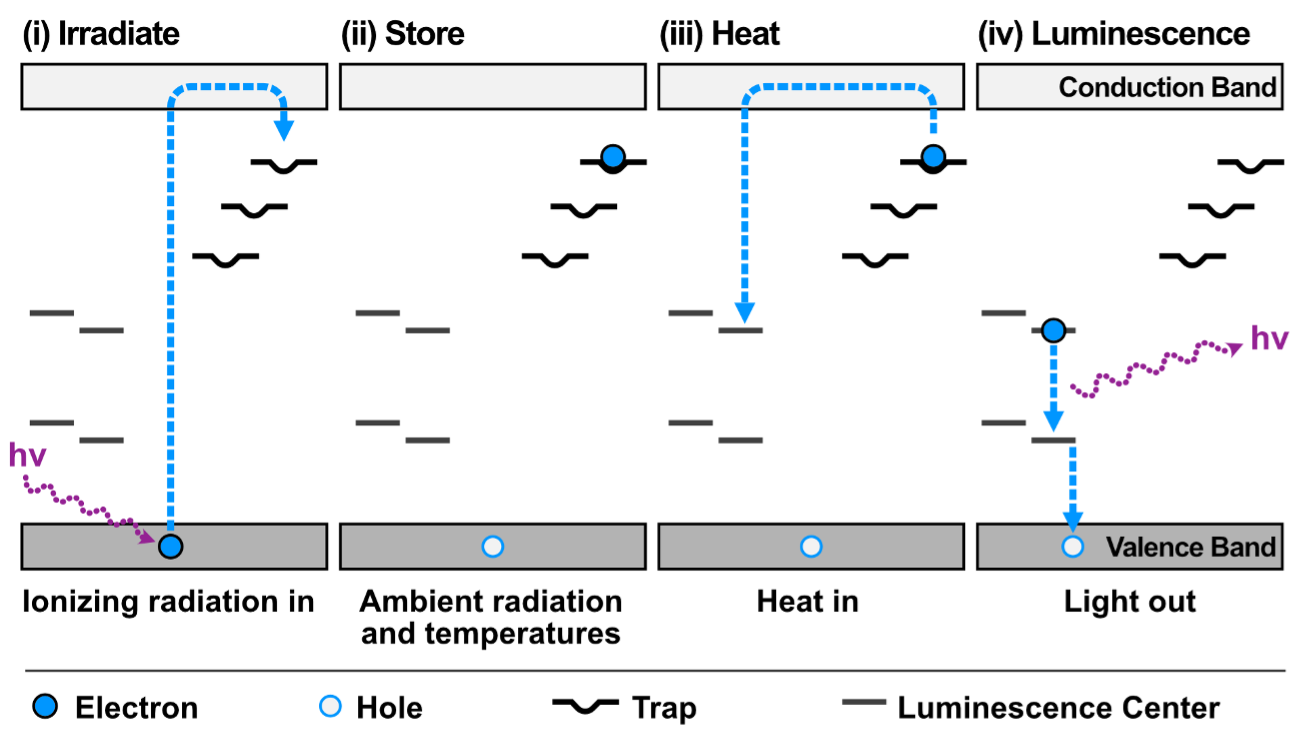 (i) Irradiate
(ii) Store
(iii) Heat
(iv) Luminescence
Conduction Band
hv
hv
Valence Band
Ionizing radiation in
Ambient radiation
and temperatures
Heat in
Light out
Electron
Hole
Trap
Luminescence Center